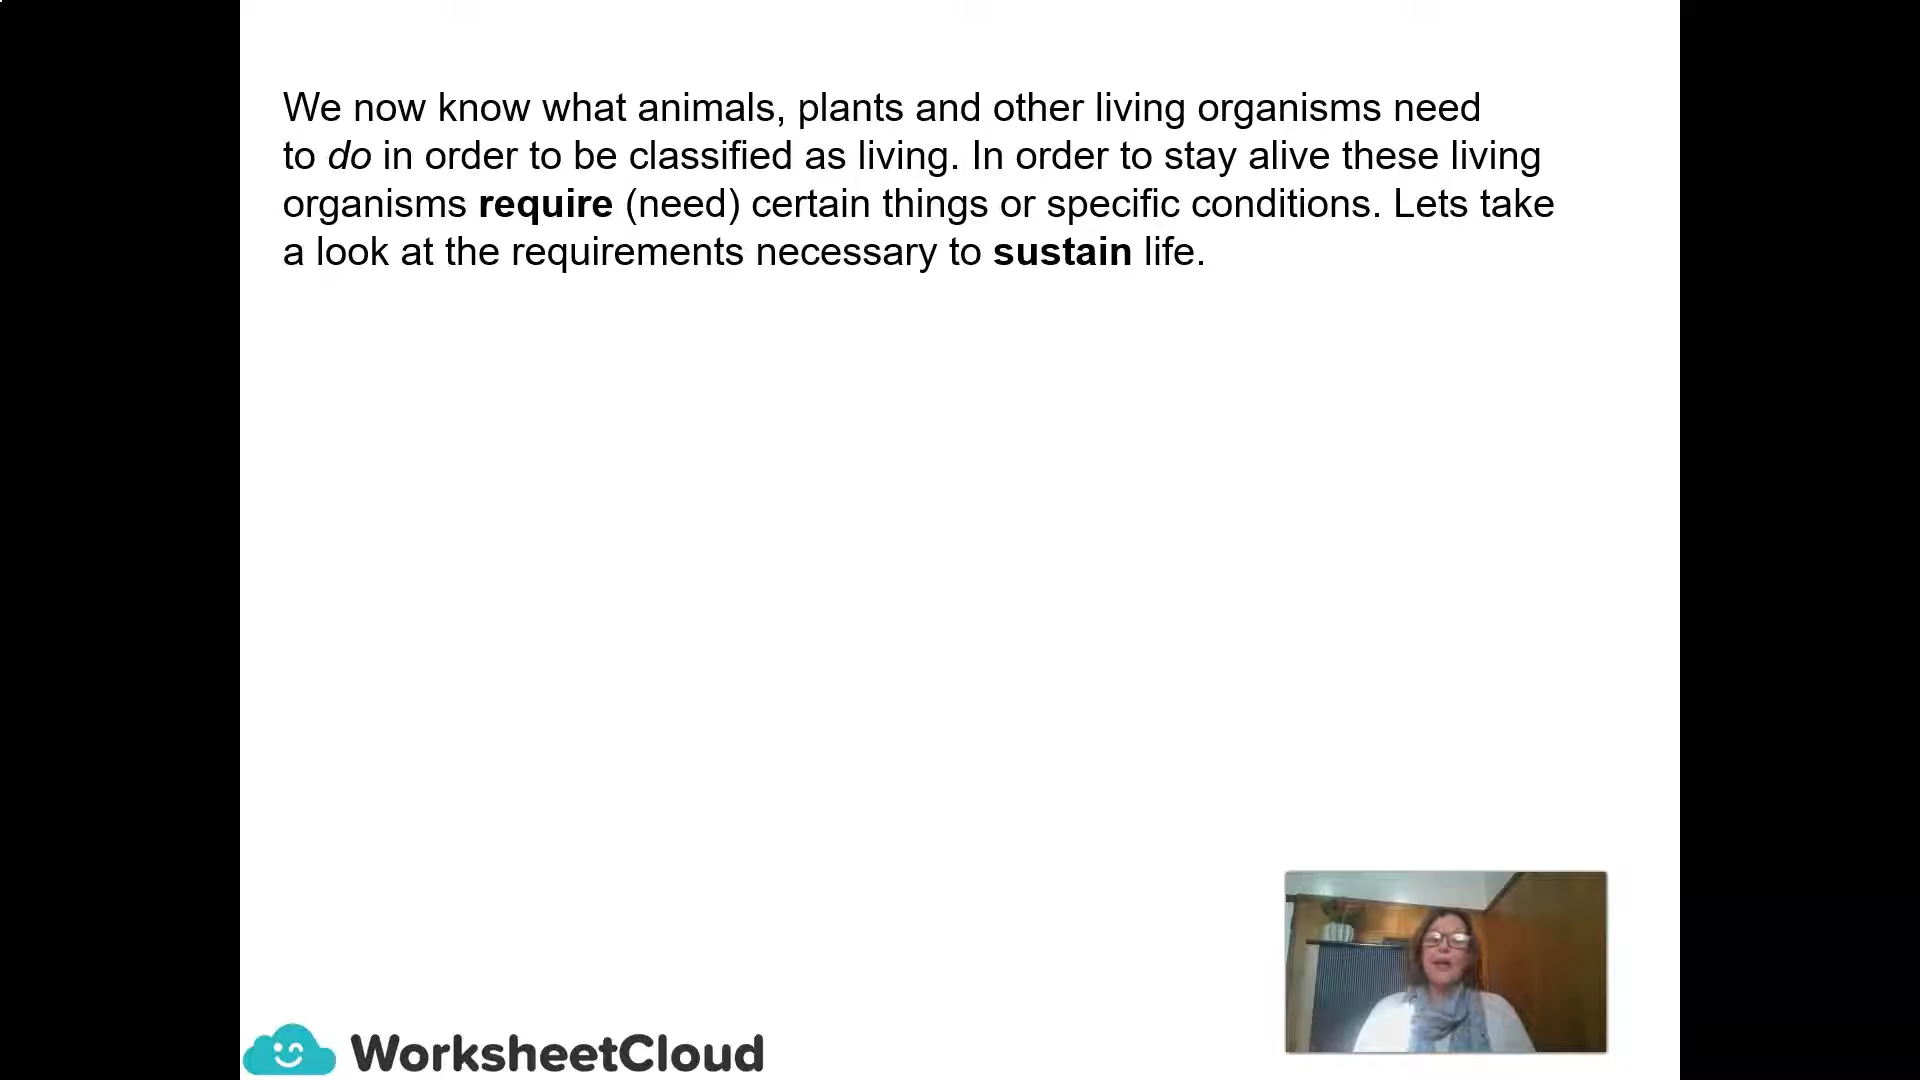 We now know what animals, plants and other living organisms need
to do in order to be classified as living. In order to stay alive these living
organisms require (need) certain things or specific conditions. Lets take
a look at the requirements necessary to sustain life.
WorksheetCloud